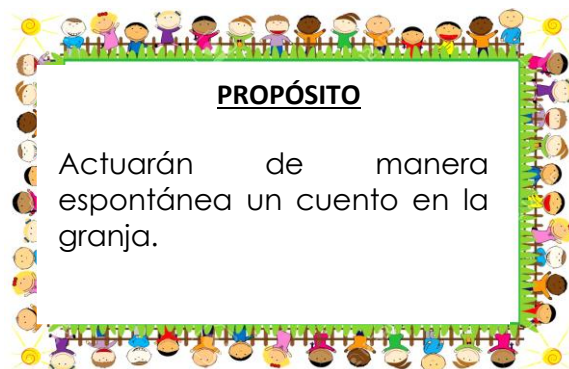 PROPÓSITO
Actuarán de manera
espontánea un cuento en la
granja.